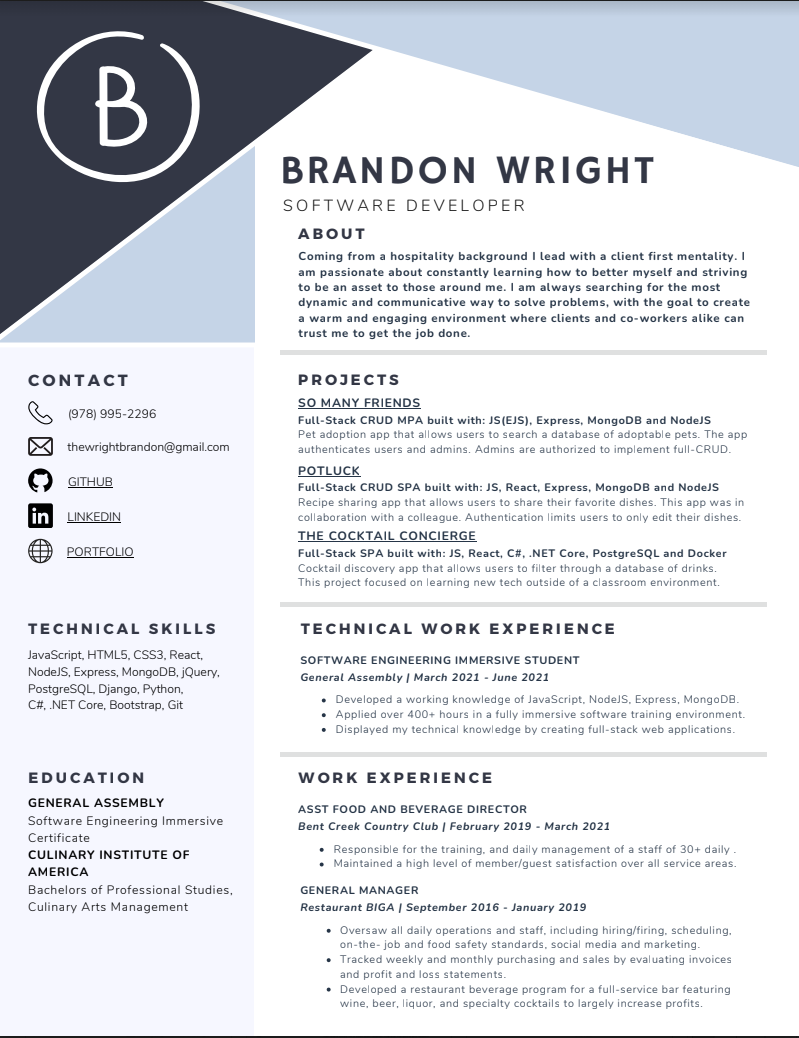 B
BRANDON WRIGHT
SOFTWARE DEVELOPER
ABOUT
Coming from a hospitality background I lead with a client first mentality. I
am passionate about constantly learning how to better myself and striving
to be an asset to those around me. I am always searching for the most
dynamic and communicative way to solve problems, with the goal to create
a warm and engaging environment where clients and co-workers alike can
trust me to get the job done.
CONTACT
(978) 995-2296
thewrightbrandon@gmail.com
GITHUB
LINKEDIN
PORTFOLIO
TECHNICAL SKILLS
JavaScript, HTML5, CSS3, React,
NodeJS, Express, MongoDB, jQuery,
PostgreSQL, Django, Python,
C#, .NET Core, Bootstrap, Git
EDUCATION
GENERAL ASSEMBLY
Software Engineering Immersive
Certificate
CULINARY INSTITUTE OF
AMERICA
Bachelors of Professional Studies,
Culinary Arts Management
PROJECTS
SO MANY FRIENDS
Full-Stack CRUD MPA built with: JS(EJS), Express, MongoDB and NodeJS
Pet adoption app that allows users to search a database of adoptable pets. The app
authenticates users and admins. Admins are authorized to implement full-CRUD.
POTLUCK
Full-Stack CRUD SPA built with: JS, React, Express, MongoDB and NodeJS
Recipe sharing app that allows users to share their favorite dishes. This app was in
collaboration with a colleague. Authentication limits users to only edit their dishes.
THE COCKTAIL CONCIERGE
Full-Stack SPA built with: JS, React, C#, .NET Core, PostgreSQL and Docker
Cocktail discovery app that allows users to filter through a database of drinks.
This project focused on learning new tech outside of a classroom environment.
TECHNICAL WORK EXPERIENCE
SOFTWARE ENGINEERING IMMERSIVE STUDENT
General Assembly | March 2021 - June 2021
• Developed a working knowledge of JavaScript, NodeJS, Express, MongoDB.
• Applied over 400+ hours in a fully immersive software training environment.
• Displayed my technical knowledge by creating full-stack web applications.
WORK EXPERIENCE
ASST FOOD AND BEVERAGE DIRECTOR
Bent Creek Country Club | February 2019 - March 2021
• Responsible for the training, and daily management of a staff of 30+ daily .
• Maintained a high level of member/guest satisfaction over all service areas.
GENERAL MANAGER
Restaurant BIGA | September 2016 - January 2019
• Oversaw all daily operations and staff, including hiring/firing, scheduling,
on-the- job and food safety standards, social media and marketing.
• Tracked weekly and monthly purchasing and sales by evaluating invoices
and profit and loss statements.
• Developed a restaurant beverage program for a full-service bar featuring
wine, beer, liquor, and specialty cocktails to largely increase profits.